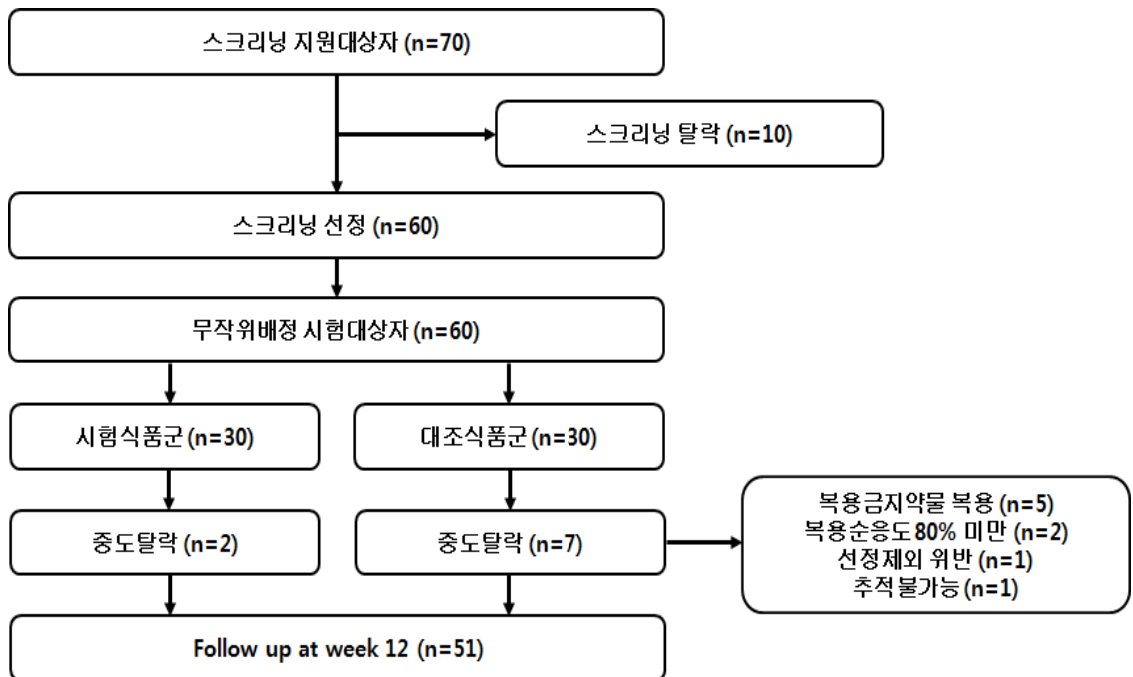 스크리닝 지원대상자 (n=70)
스크리닝 탈락 (n=10)
스크리닝 선정 (n=60)
무작위배정 시험대상자 (n=60)
시험식품군 (n=30)
대조식품군 (n=30)
중도탈락 (n=2)
중도탈락 (n=7)
복용금지약물 복용 (n=5)
복용순응도 80% 미만 (n=2)
선정제외 위반 (n=1)
추적불가능 (n=1)
Follow up at week 12 (n=51)